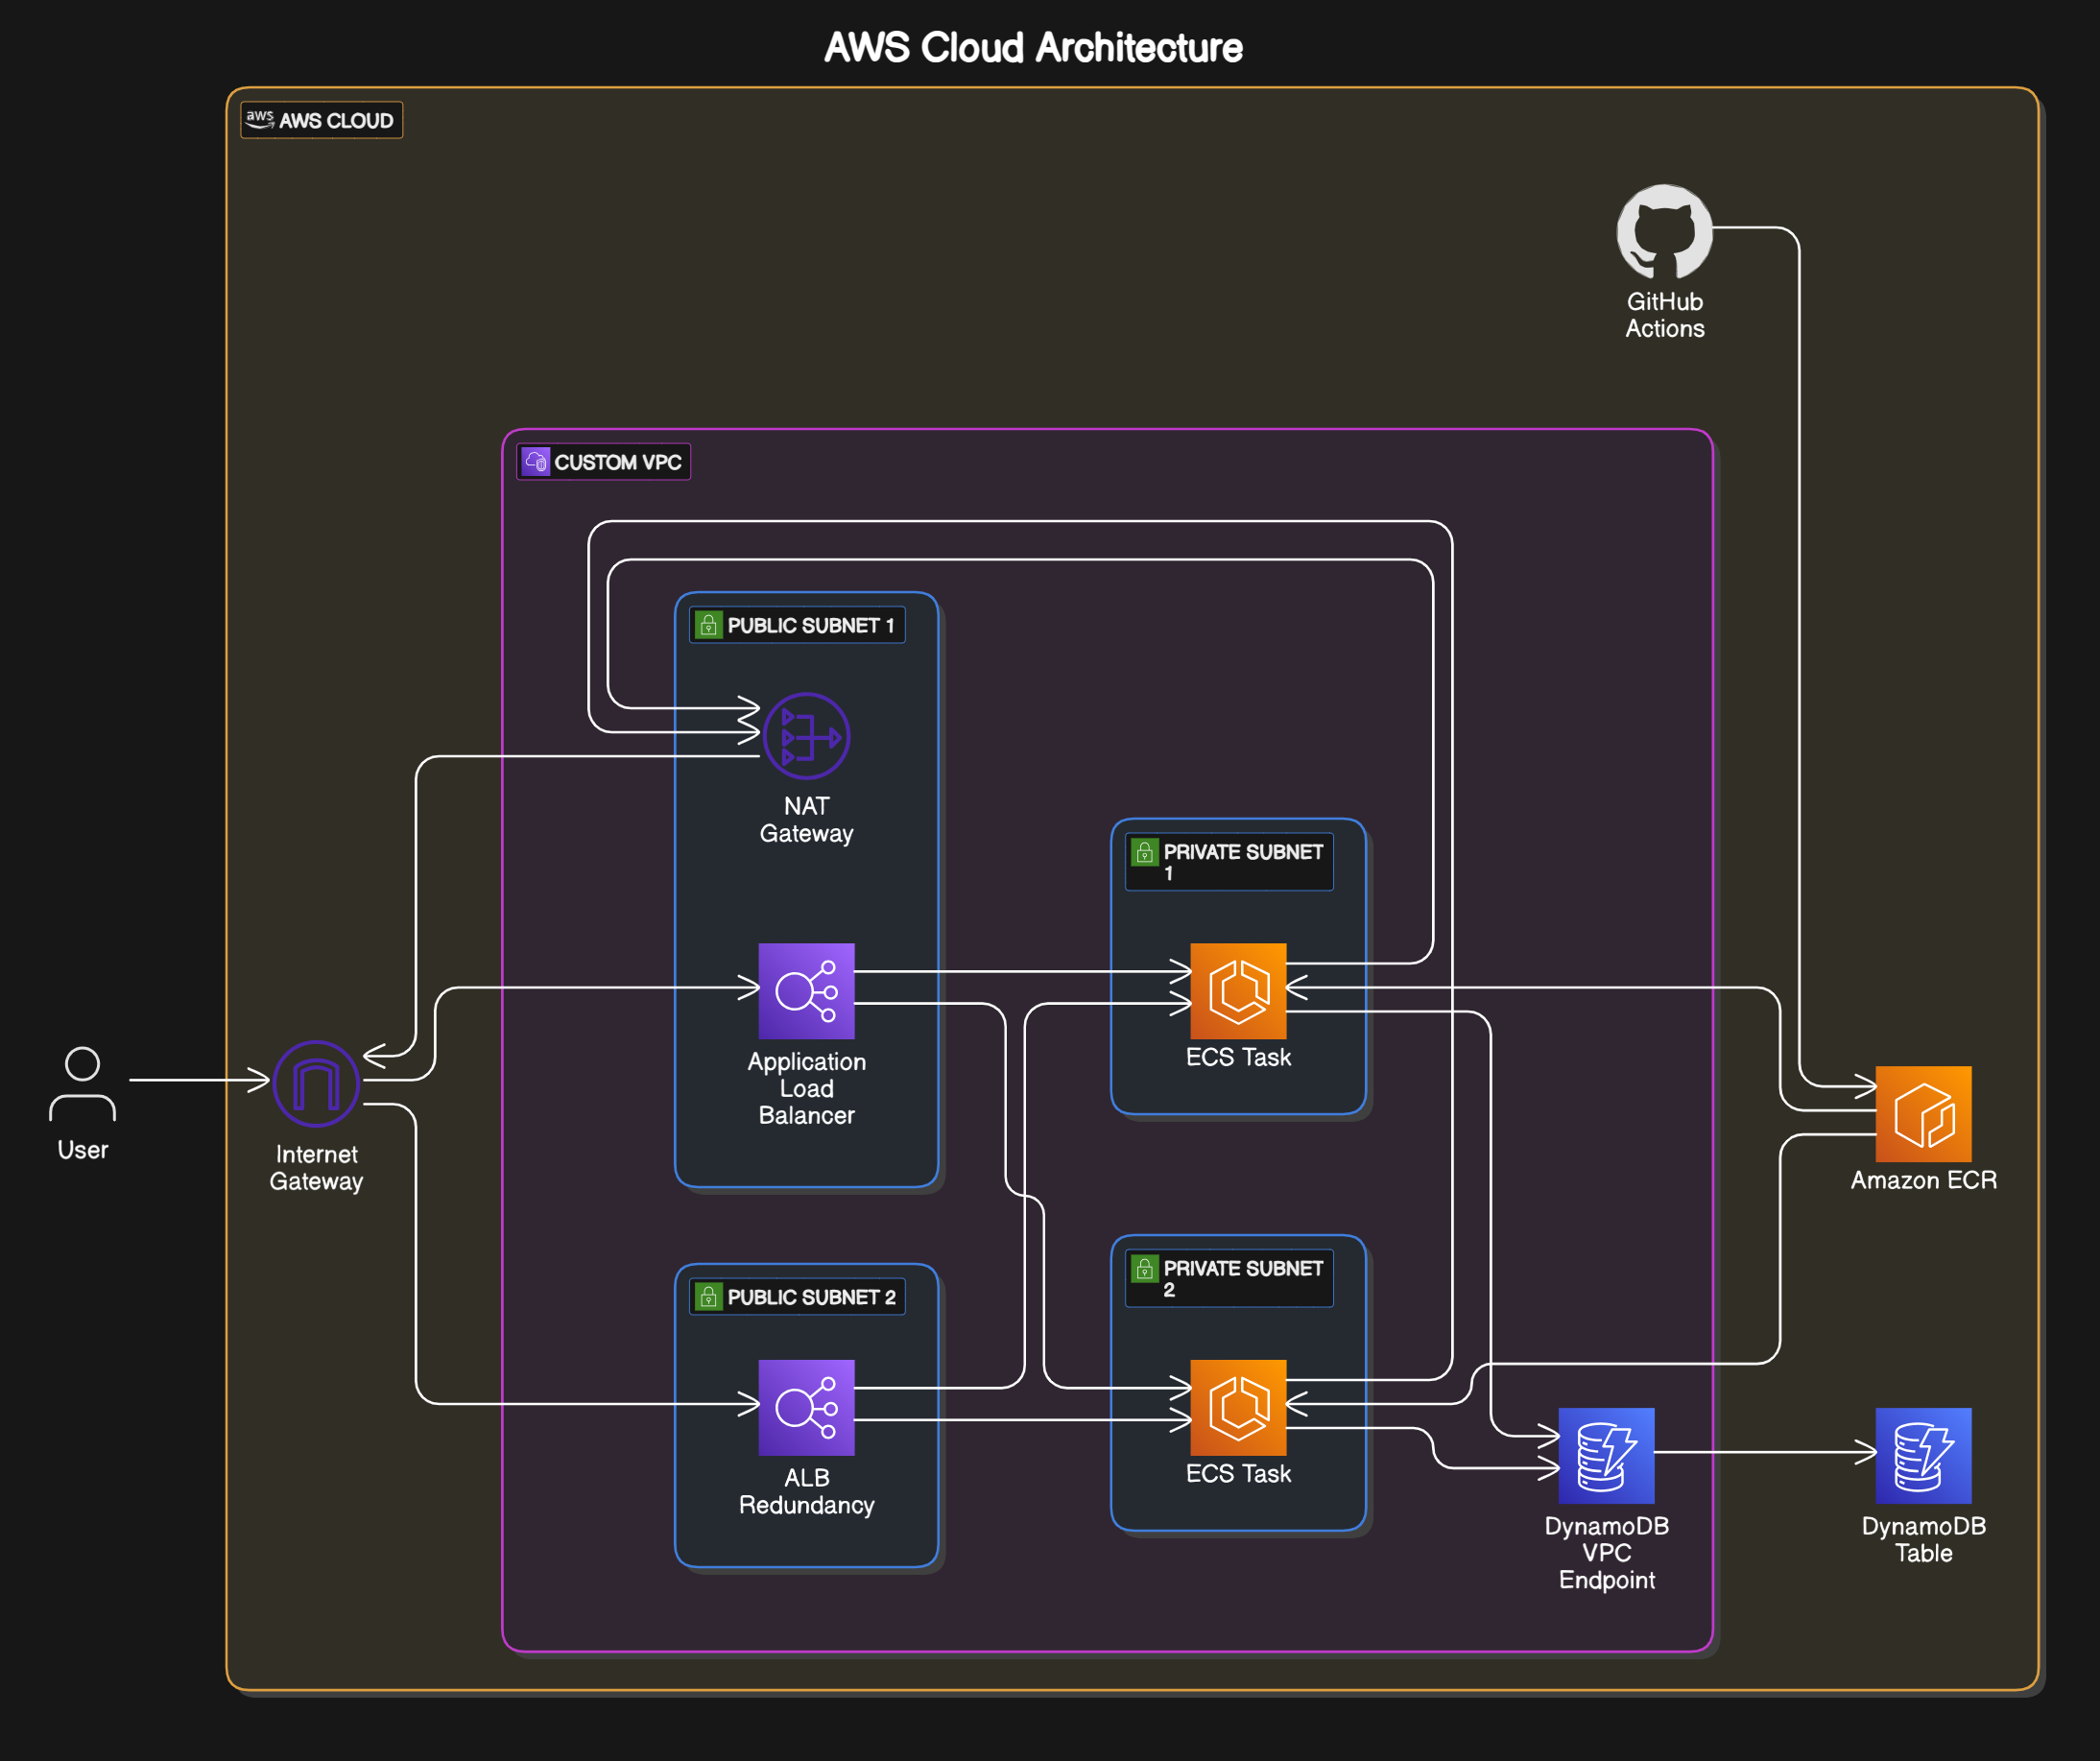 AWS Cloud Architecture
aws AWS CLOUD
GitHub
Actions
CUSTOM VPC
PUBLIC SUBNET 1
NAT
Gateway
PRIVATE SUBNET
1
Application
Load
Balancer
ECS Task
User
Internet
Gateway
Amazon ECR
PUBLIC SUBNET 2
PRIVATE SUBNET
2
ALB
Redundancy
ECS Task
DynamoDB
VPC
Endpoint
DynamoDB
Table